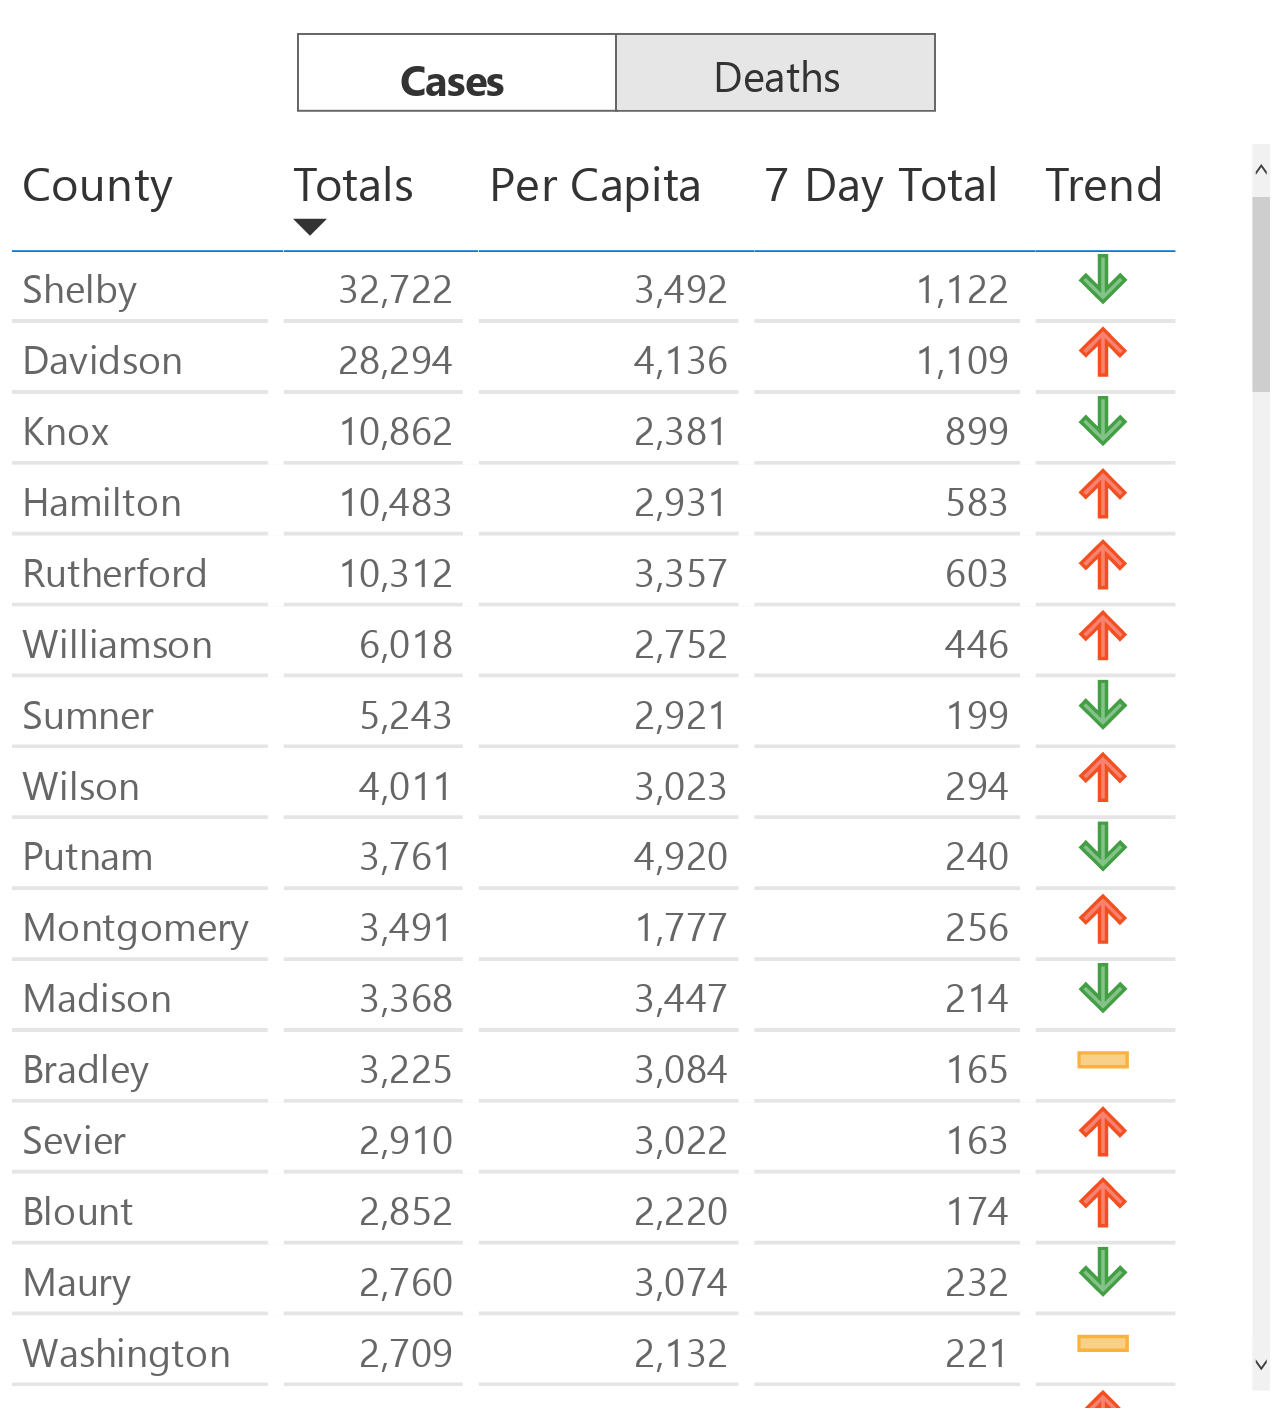 Cases Deaths
County Totals Per Capita 7 Day Total Trend
Shelby 32,722 3,492 1,122
Davidson 28,294 4,136 1,109
Knox 10,862 2,381 899
Hamilton 10,483 2,931 583
Rutherford 10,312 3,357 603
Williamson 6,018 2,752 446
Sumner 5,243 2,921 199
Wilson 4,011 3,023 294
Putnam 3,761 4,920 240
Montgomery 3,491 1,777 256
Madison 3,368 3,447 214
Bradley 3,225 3,084 165
Sevier 2,910 3,022 163
Blount 2,852 2,220 174
Maury 2,760 3,074 232
Washington 2,709 2,132 221